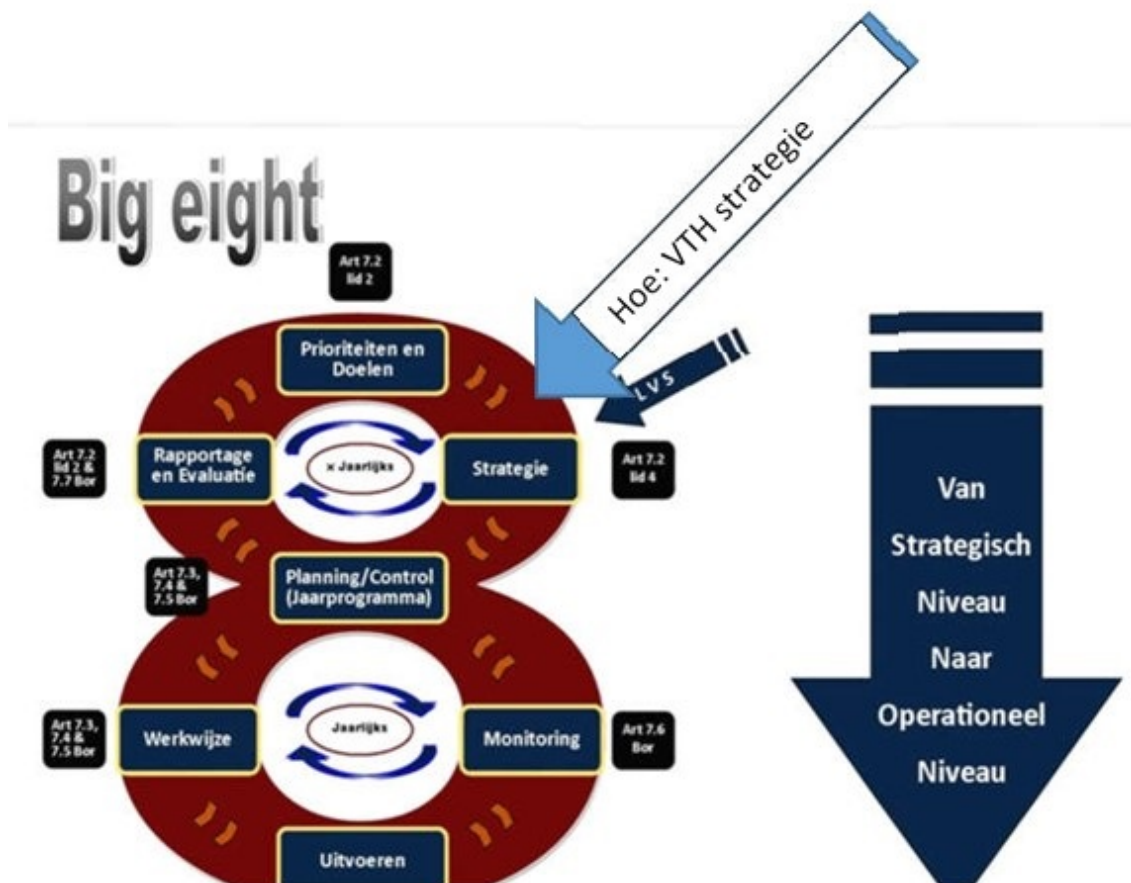 Big eight
Hoe: VTH strategie
L V S
Art 7.2
lid 2
Prioriteiten en
Doelen
Art 7.2
lid 2 &
7.7 Bor
Rapportage
en Evaluatie
x Jaarlijks
Strategie
Art 7.2
lid 4
Art 7.3,
7.4 &
7.5 Bor
Planning/Control
(Jaarprogramma)
Art 7.3,
7.4 &
7.5 Bor
Werkwijze
Jaarlijks
Monitoring
Art 7.6
Bor
Uitvoeren
Van
Strategisch
Niveau
Naar
Operationeel
Niveau